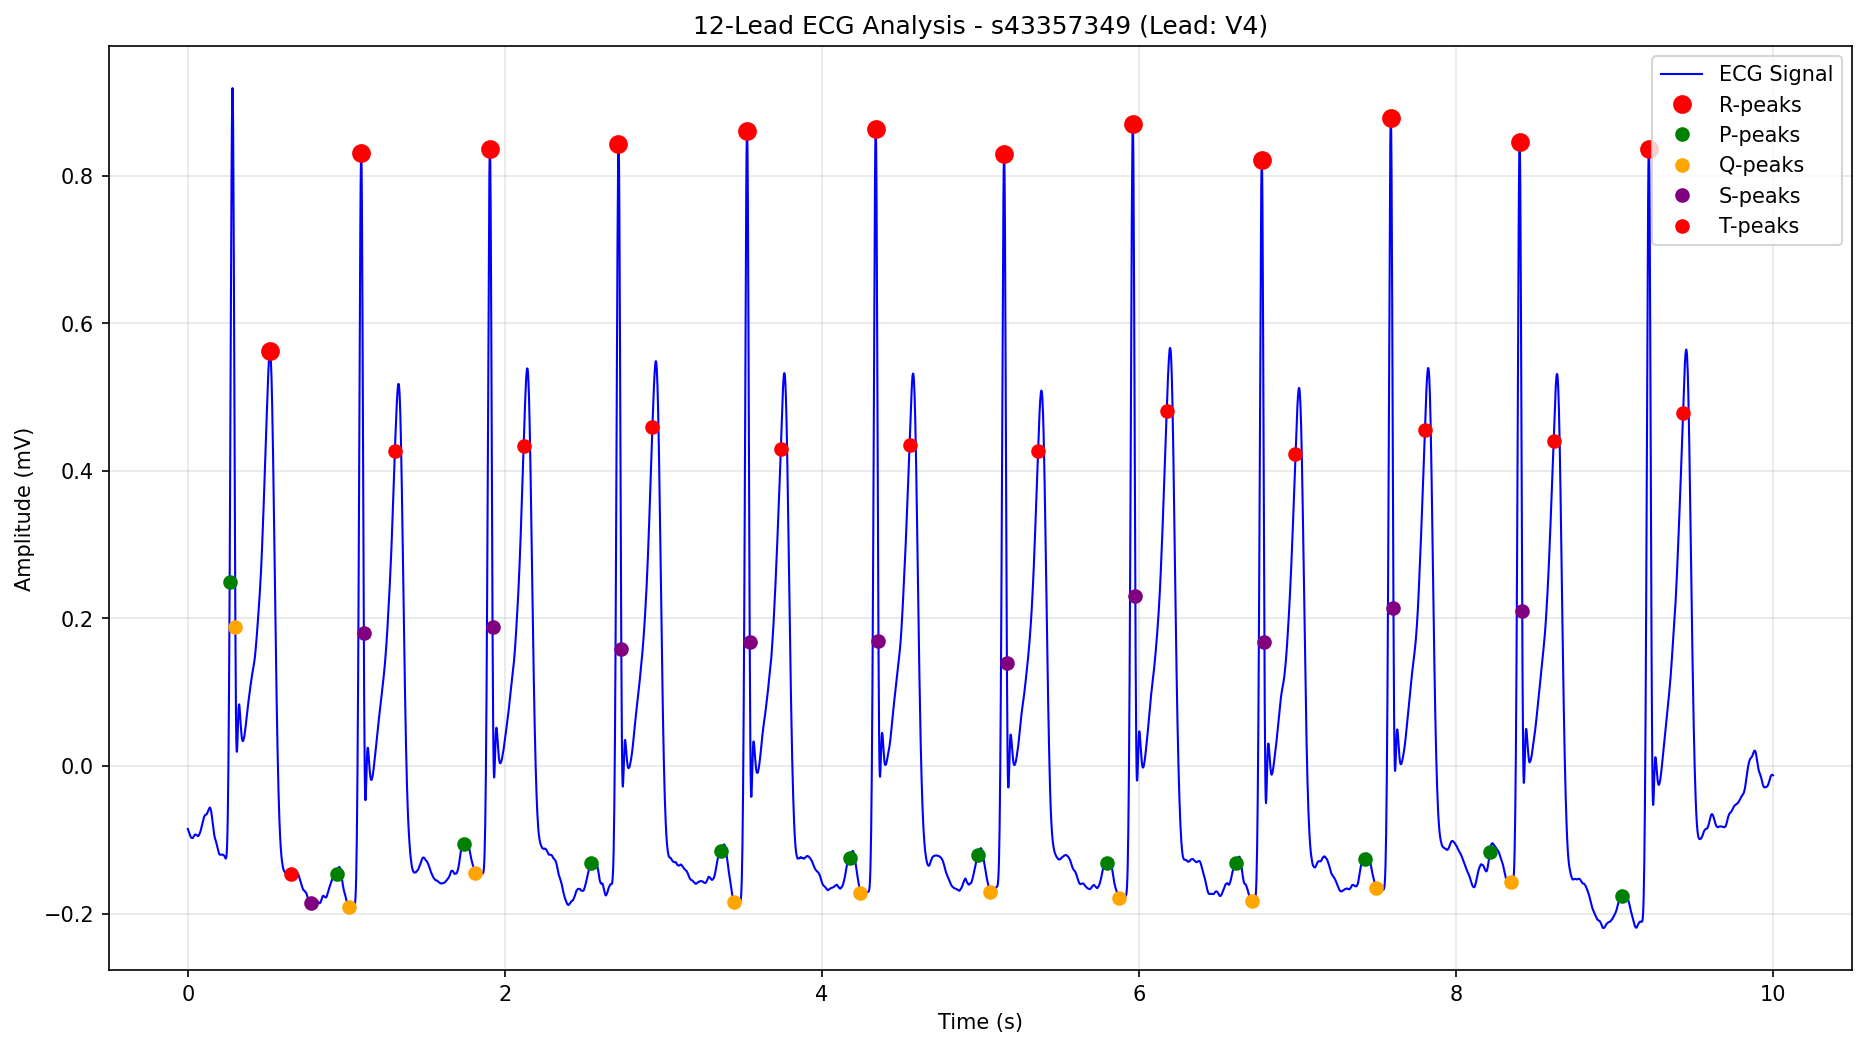 12-Lead ECG Analysis - s43357349 (Lead: V4)
ECG Signal
R-peaks
P-peaks
Q-peaks
S-peaks
T-peaks
Amplitude (mV)
0.8
0.6
0.4
0.2
0.0
−0.2
0
2
4
6
8
10
Time (s)